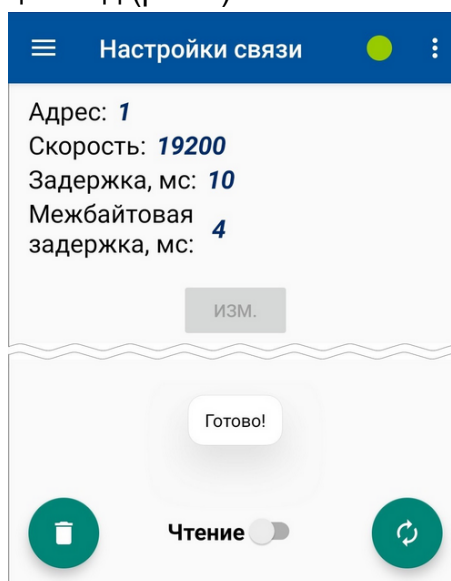 Настройки связи
Адрес: 1
Скорость: 19200
Задержка, мс: 10
Межбайтовая
задержка, мс: 4
ИЗМ.
Готово!
Чтение